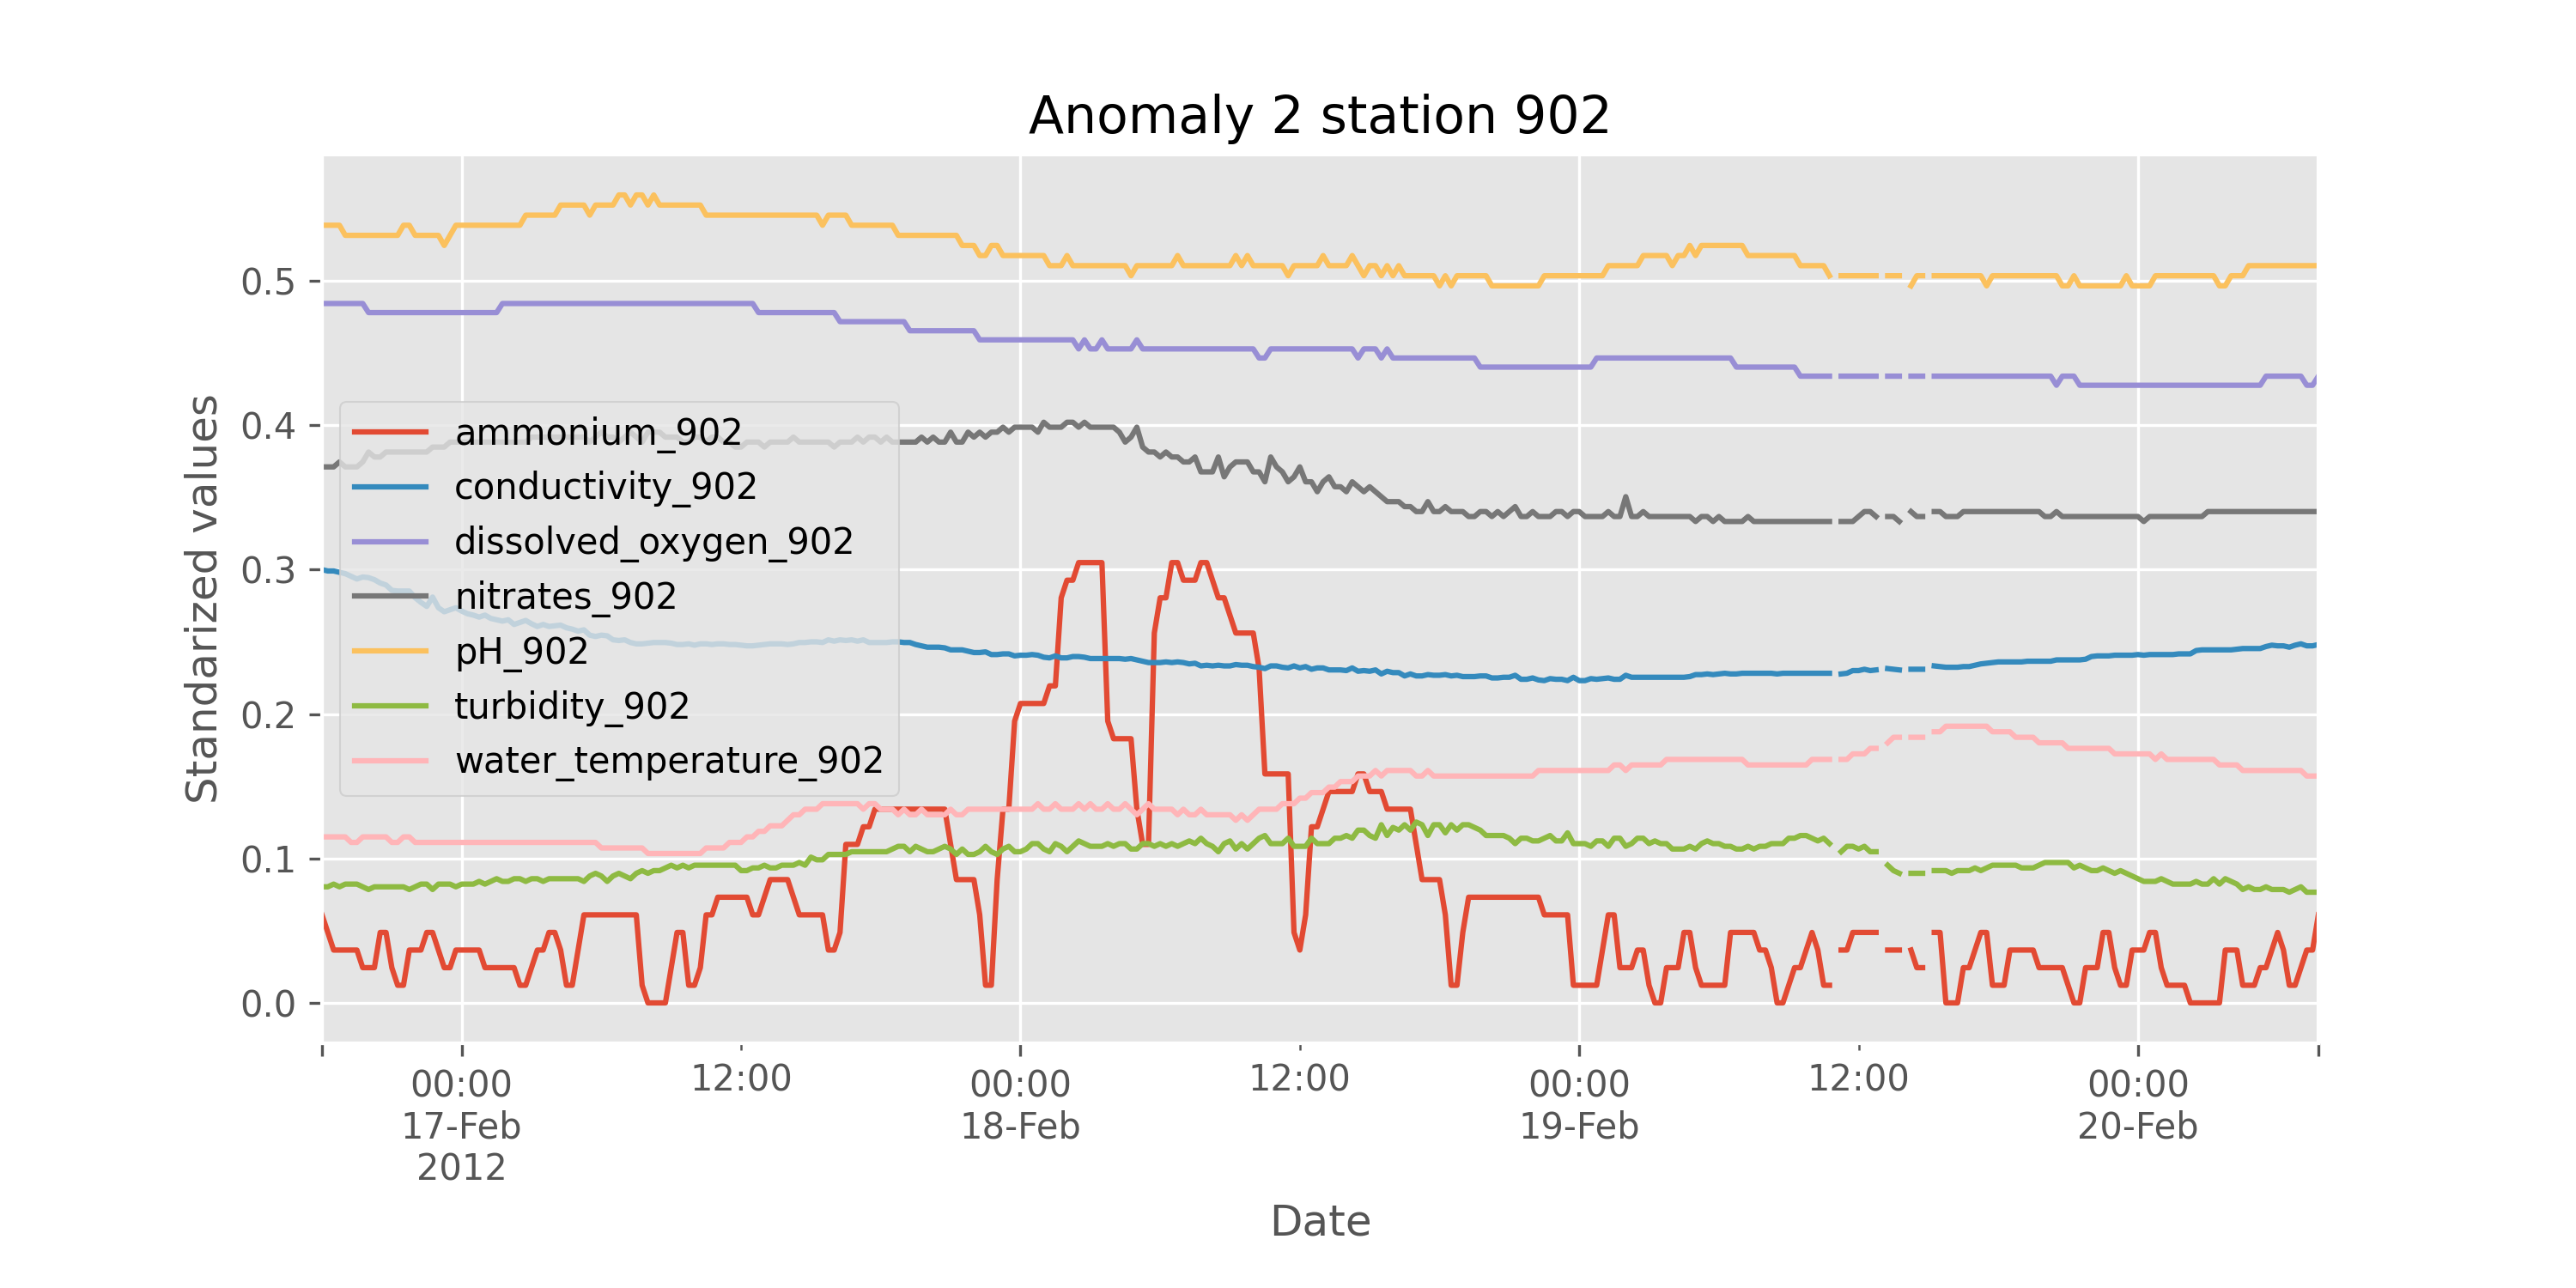 Anomaly 2 station 902
Standarized values
0.5
0.4
0.3
0.2
0.1
0.0
ammonium_902
conductivity_902
dissolved_oxygen_902
nitrates_902
pH_902
turbidity_902
water_temperature_902
00:00 12:00 00:00 12:00 00:00 12:00 00:00
17-Feb 18-Feb 19-Feb 20-Feb
2012
Date